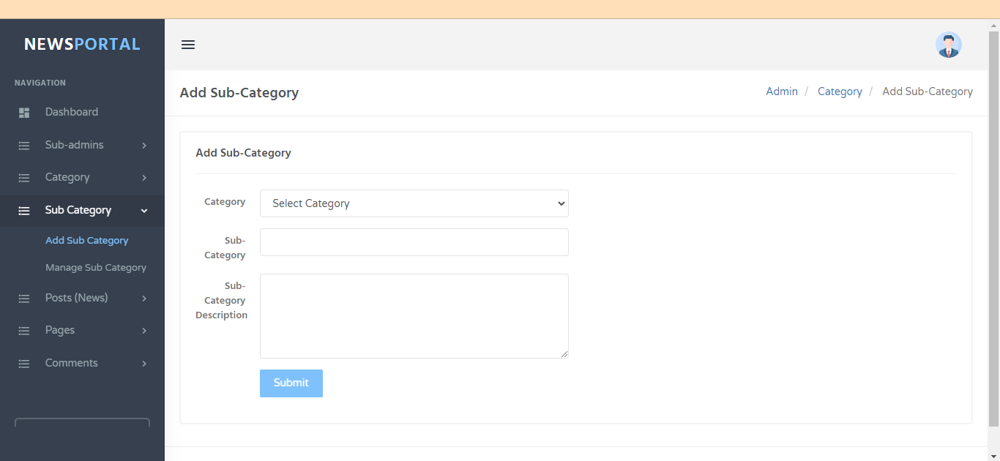 NEWSPORTAL
NAVIGATION
Dashboard
Sub-admins
Category
Sub Category
Add Sub Category
Manage Sub Category
Posts (News)
Pages
Comments
Add Sub-Category
Admin / Category / Add Sub-Category
Add Sub-Category
Category
Select Category
Sub-
Category
Sub-
Category
Description
Submit